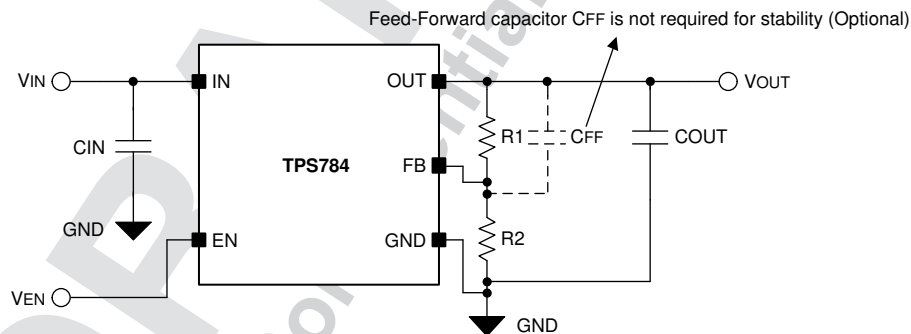 Feed-Forward capacitor CFF is not required for stability (Optional)
VIN
IN
OUT
VOUT
R1
CFF
COUT
CIN
TPS784
FB
GND
EN
GND
R2
VEN
GND